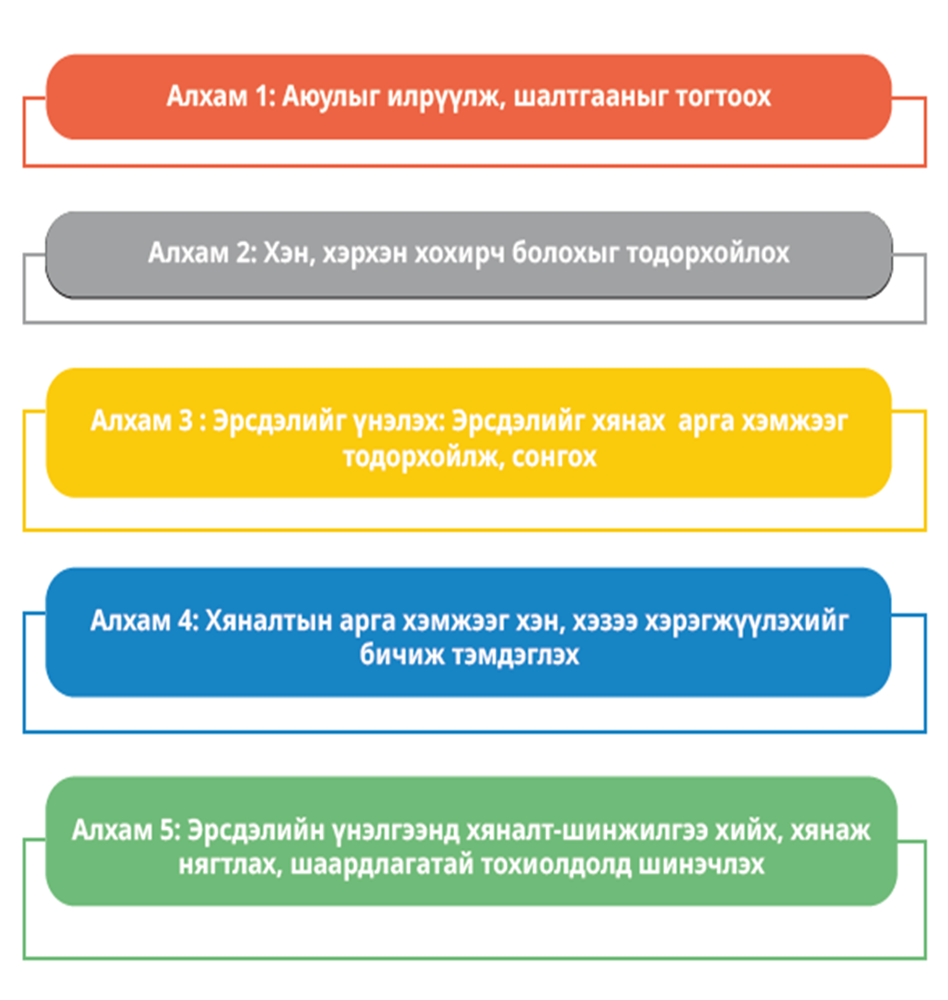 Алхам 1: Аюулыг илрүүлж, шалтгааныг тогтоох
Алхам 2: Хэн, хэрхэн хохирч болохыг тодорхойлох
Алхам 3 : Эрсдэлийг үнэлэх: Эрсдэлийг хянах  арга хэмжээг
тодорхойлж, сонгох
Алхам 4: Хяналтын арга хэмжээг хэн, хэзээ хэрэгжүүлэхийг
бичиж тэмдэглэх
Алхам 5: Эрсдэлийн үнэлгээнд хяналт-шинжилгээ хийх, хянаж
нягтлах, шаардлагатай тохиолдолд шинэчлэх